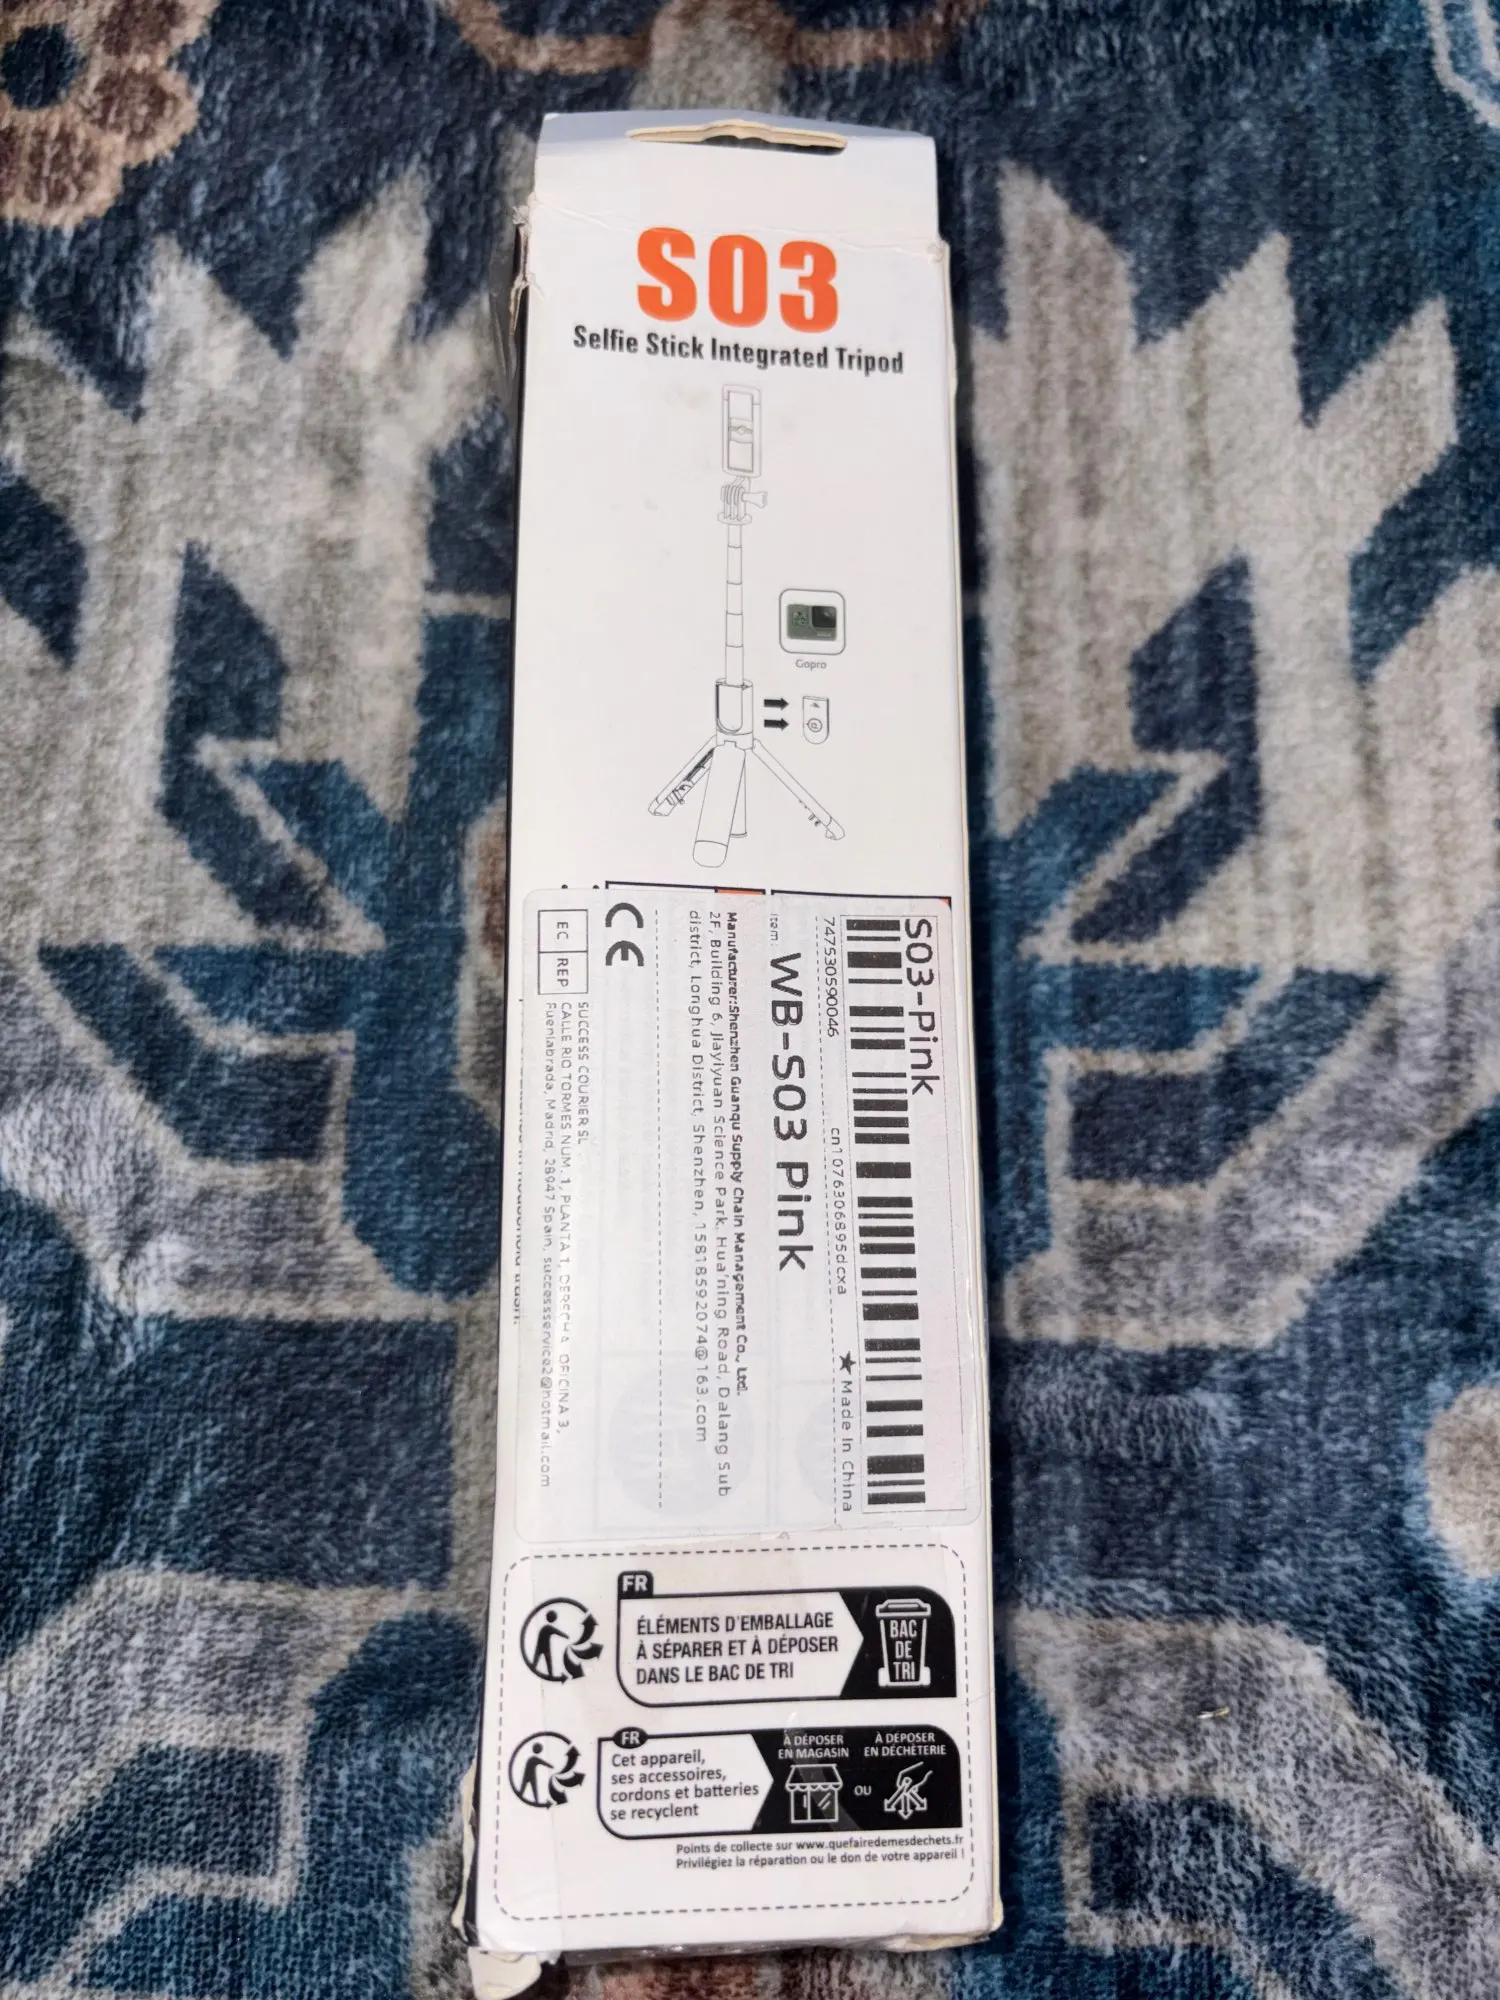 S03
Selfie Stick Integrated Tripod
Gopro
S03-Pink
747530590046
cn1076306895dcxa
★ Made In China
Item: WB-S03 Pink
Manufacturer:Shenzhen Guanqu Supply Chain Management Co., Ltd.
2F, Building 6, Jiayiyuan Science Park, Hua'ning Road, Dalang Sub
district, Longhua District, Shenzhen, 15818592074@163.com
CE
EC REP
SUCCESS COURIER SL
CALLE RIO TORMES NUM. 1, PLANTA 1, DERECHA, OFICINA 3,
Fuenlabrada, Madrid, 28947 Spain, successservice2@hotmail.com
household trash.
FR
ÉLÉMENTS D'EMBALLAGE
À SÉPARER ET À DÉPOSER
DANS LE BAC DE TRI
BAC
DE
TRI
FR
Cet appareil,
ses accessoires,
cordons et batteries
se recyclent
À DÉPOSER
EN MAGASIN
OU
À DÉPOSER
EN DÉCHÈTERIE
Points de collecte sur www.quefairedemesdechets.fr
Privilégiez la réparation ou le don de votre appareil !